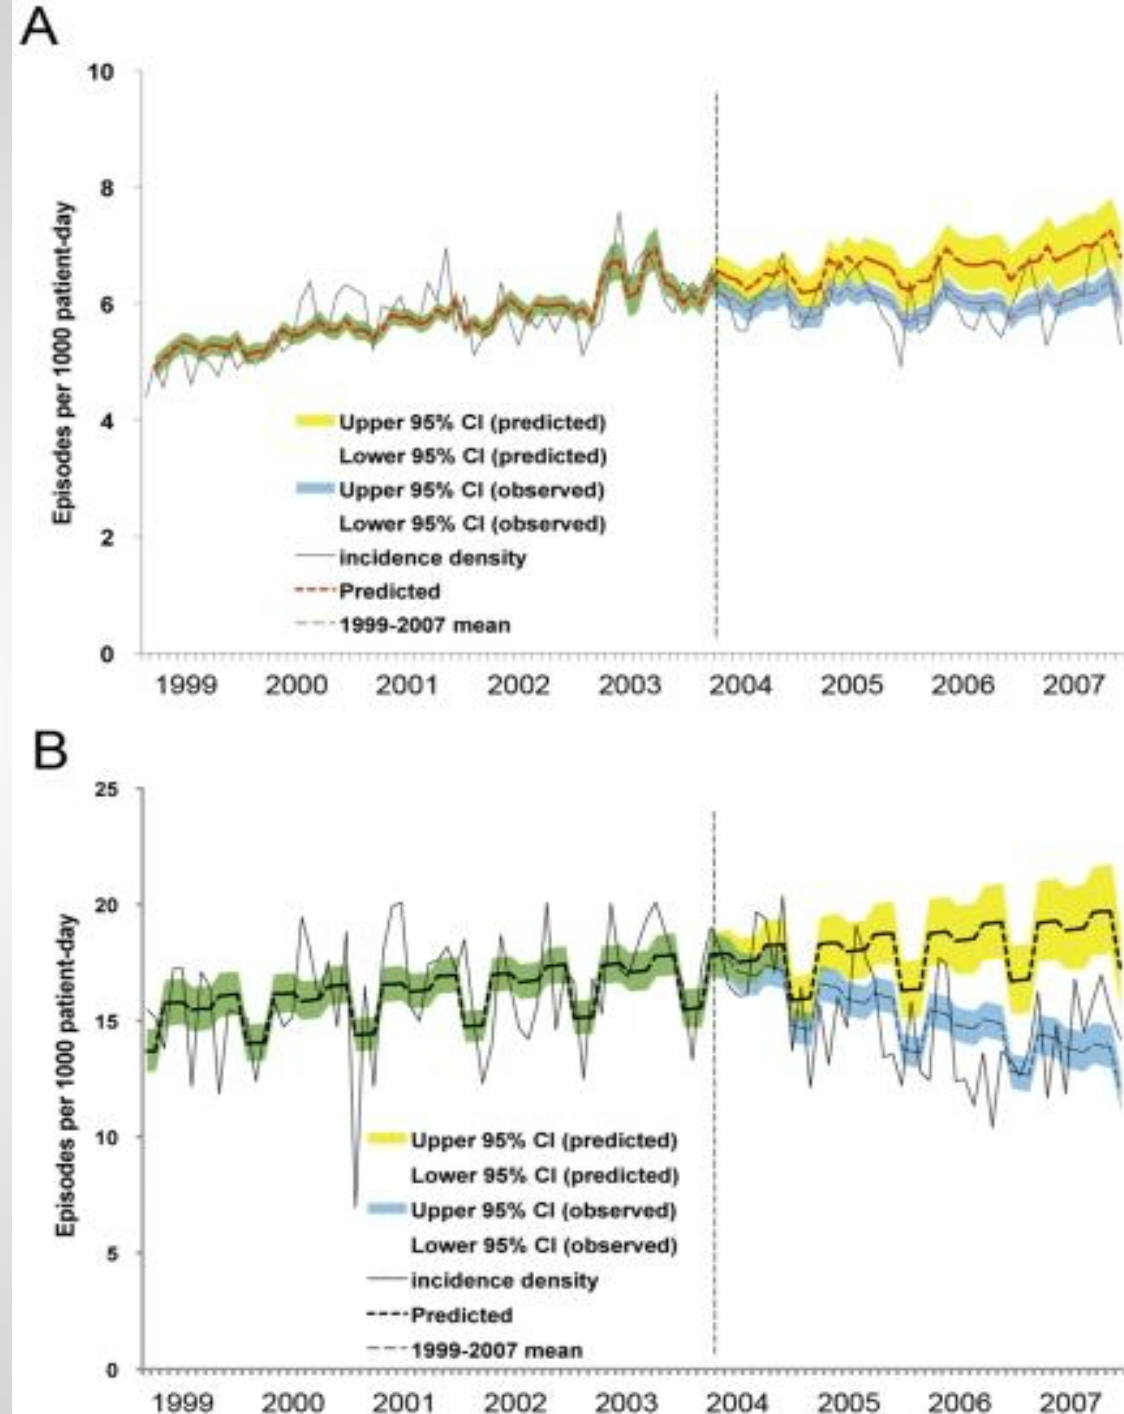 A
10
8
6
4
2
0
Episodes per 1000 patient-day
Upper 95% CI (predicted)
Lower 95% CI (predicted)
Upper 95% CI (observed)
Lower 95% CI (observed)
incidence density
Predicted
1999-2007 mean
1999 2000 2001 2002 2003 2004 2005 2006 2007
B
25
20
15
10
5
0
Episodes per 1000 patient-day
Upper 95% CI (predicted)
Lower 95% CI (predicted)
Upper 95% CI (observed)
Lower 95% CI (observed)
incidence density
Predicted
1999-2007 mean
1999 2000 2001 2002 2003 2004 2005 2006 2007